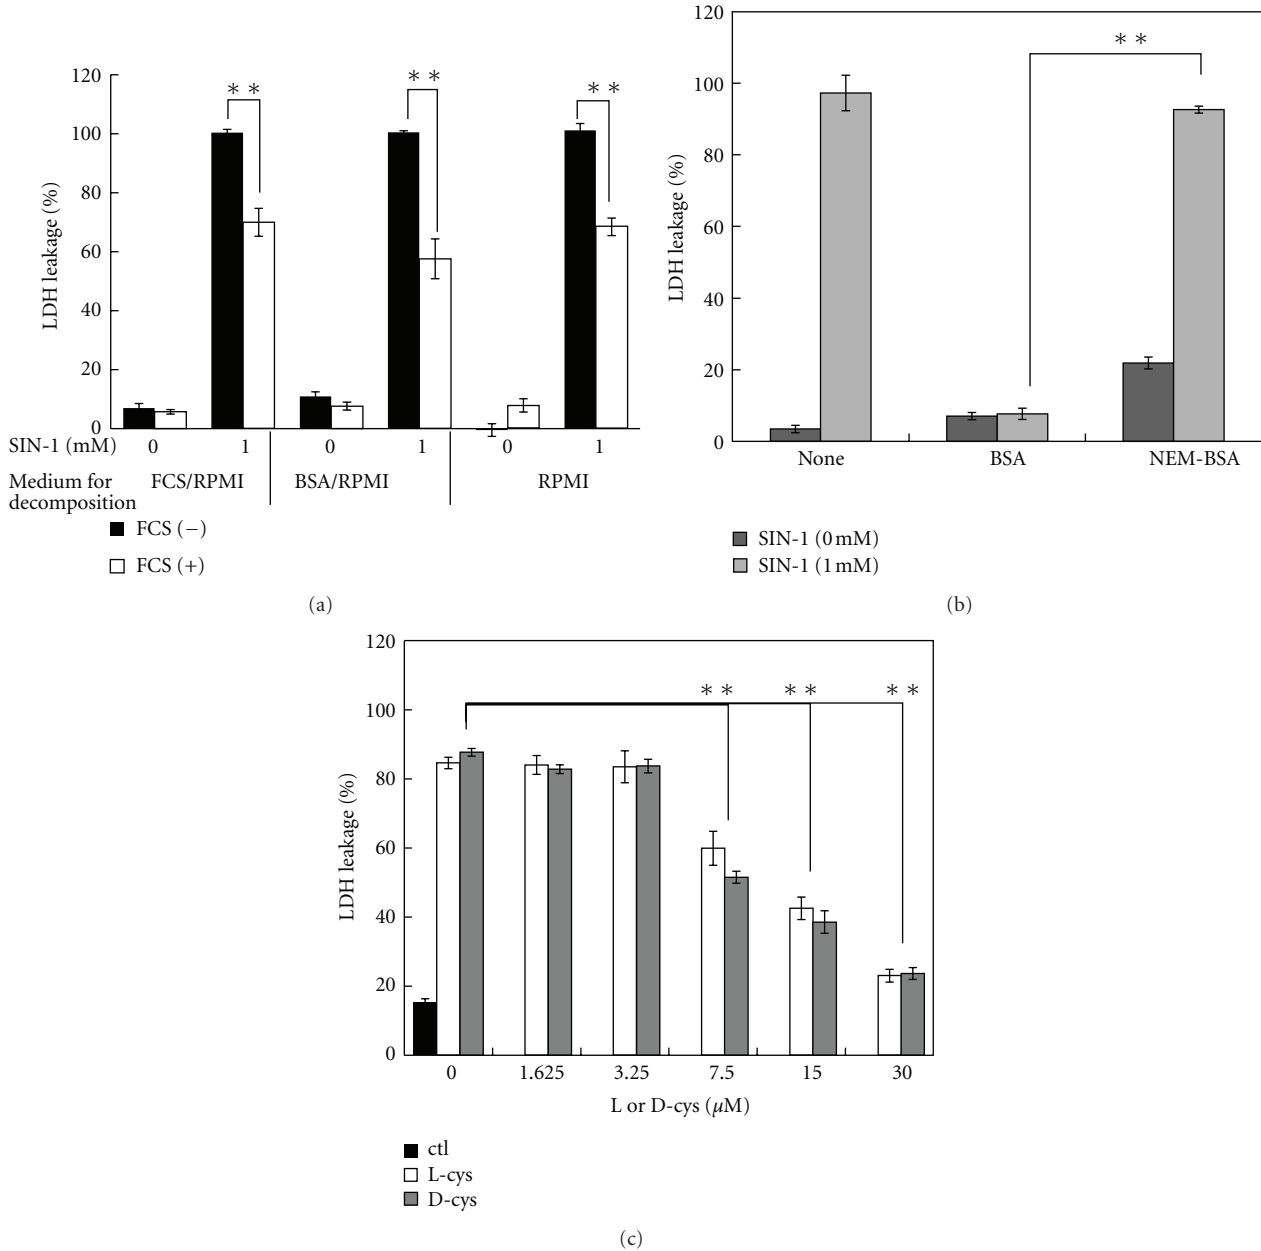 120
100
80
60
40
20
0
LDH leakage (%)
∗∗
∗∗
∗∗
SIN-1 (mM) 0 1 0 1 0 1
Medium for decomposition
FCS/RPMI BSA/RPMI RPMI
FCS (−)
FCS (+)
(a)
120
100
80
60
40
20
0
LDH leakage (%)
∗∗
None BSA NEM-BSA
SIN-1 (0 mM)
SIN-1 (1 mM)
(b)
120
100
80
60
40
20
0
LDH leakage (%)
∗∗ ∗∗ ∗∗
0 1.625 3.25 7.5 15 30
L or D-cys (μM)
ctl
L-cys
D-cys
(c)